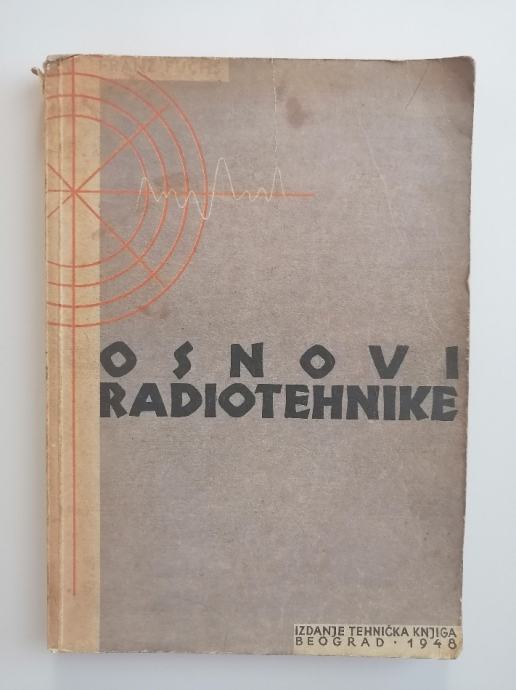 FRANZ FUCHS
OSNOVI
RADIOTEHNIKE
IZDANJE TEHNIČKA KNJIGA
BEOGRAD · 1948